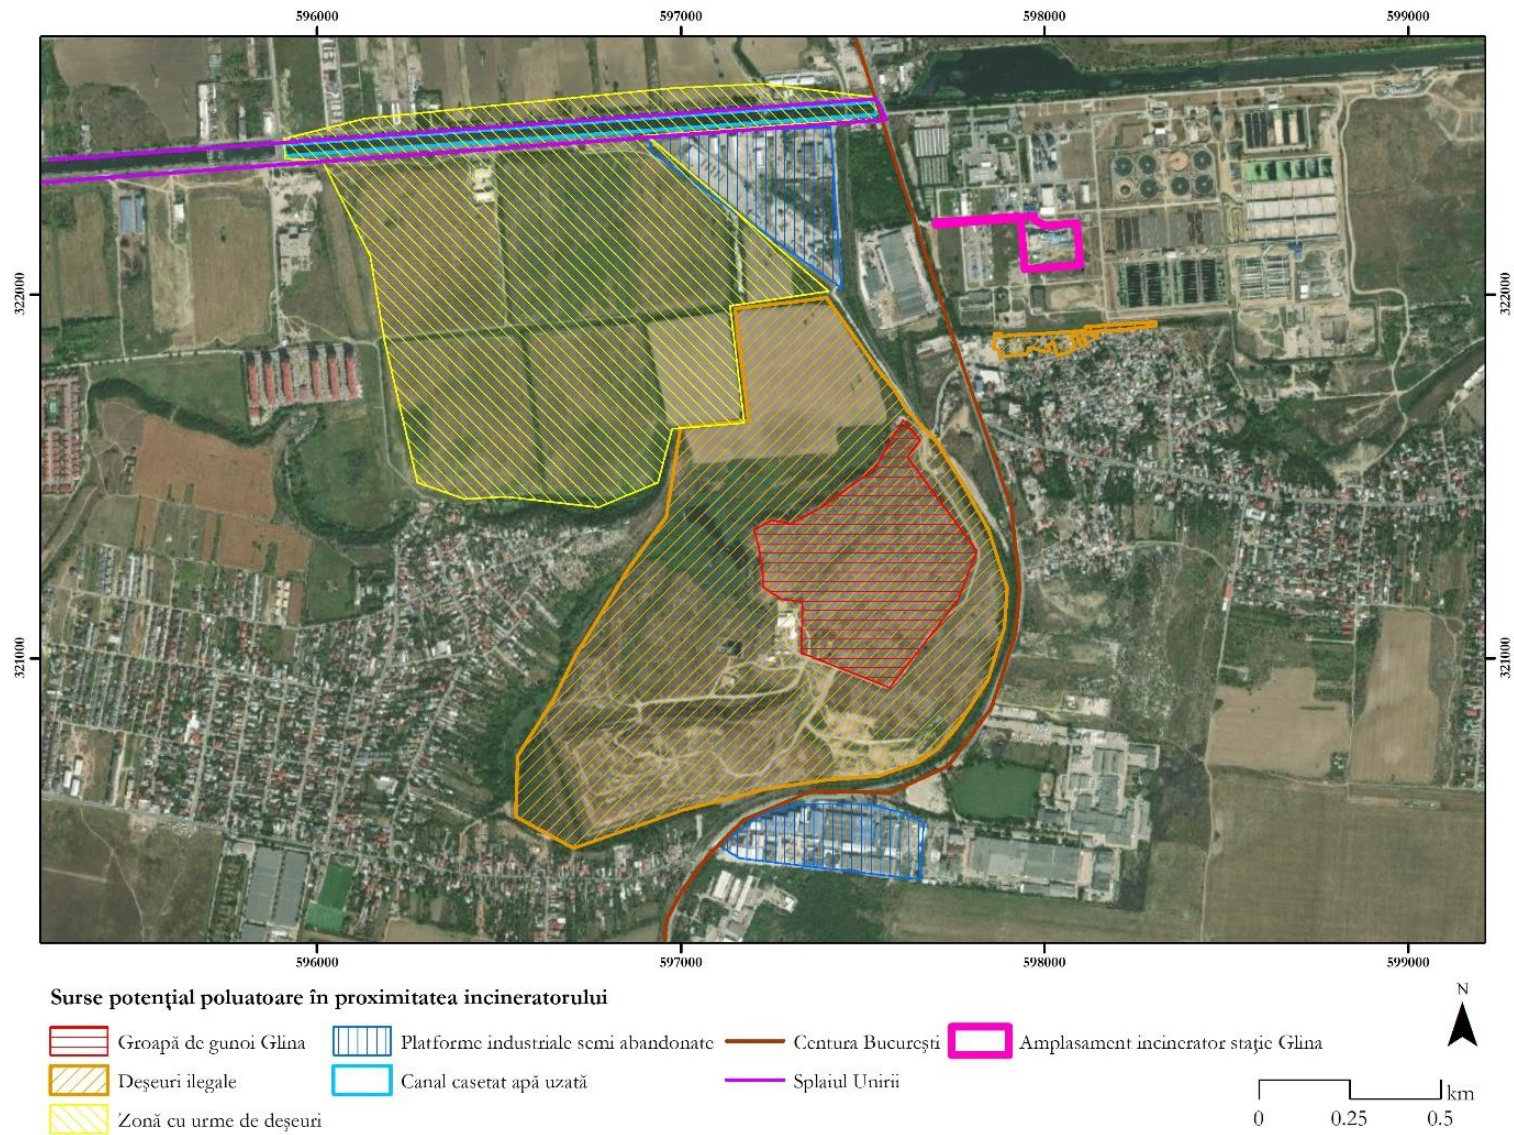 596000 597000 598000 599000
322000 322000
321000 321000
596000 597000 598000 599000
Surse potențial poluatoare în proximitatea incineratorului
N
Groapă de gunoi Glina Platforme industriale semi abandonate Centura București Amplasament incinerator stație Glina
Deșeuri ilegale Canal casetat apă uzată Splaiul Unirii
km
Zonă cu urme de deșeuri 0 0.25 0.5